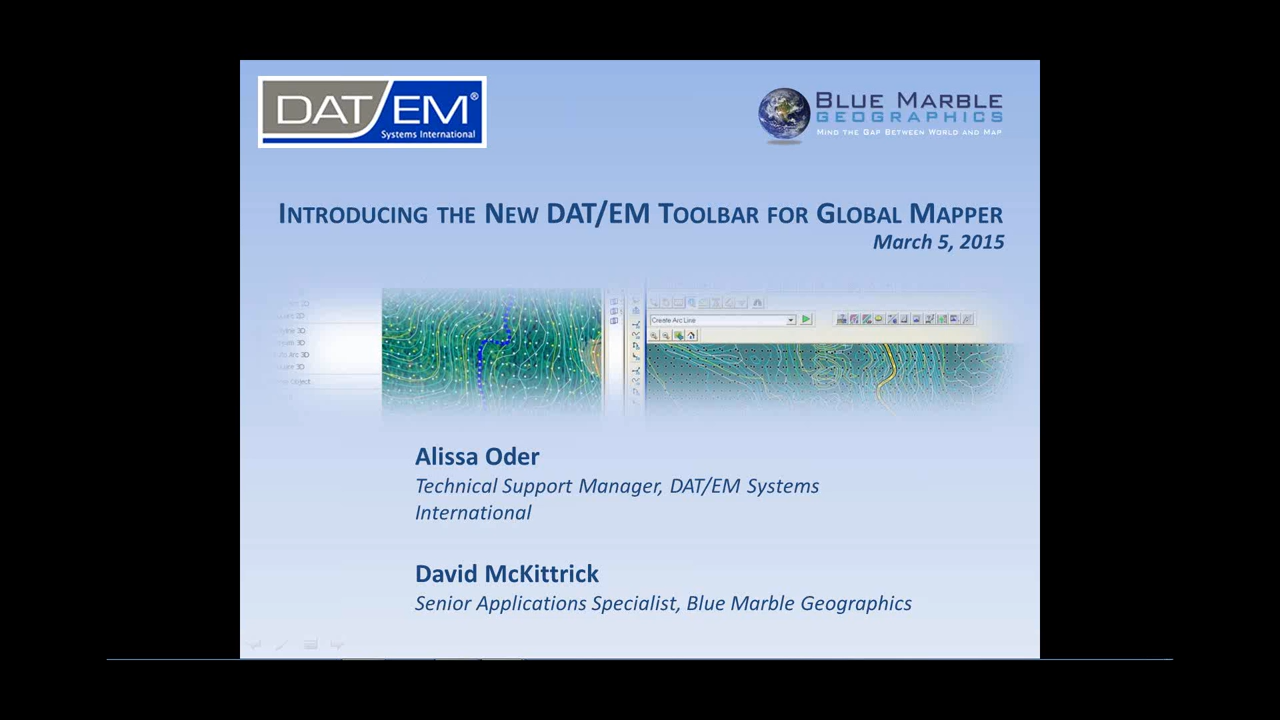 DAT/EM®
Systems International
BLUE MARBLE
GEOGRAPHICS
MIND THE GAP BETWEEN WORLD AND MAP
INTRODUCING THE NEW DAT/EM TOOLBAR FOR GLOBAL MAPPER
March 5, 2015
Create Arc Line
Alissa Oder
Technical Support Manager, DAT/EM Systems
International
David McKittrick
Senior Applications Specialist, Blue Marble Geographics